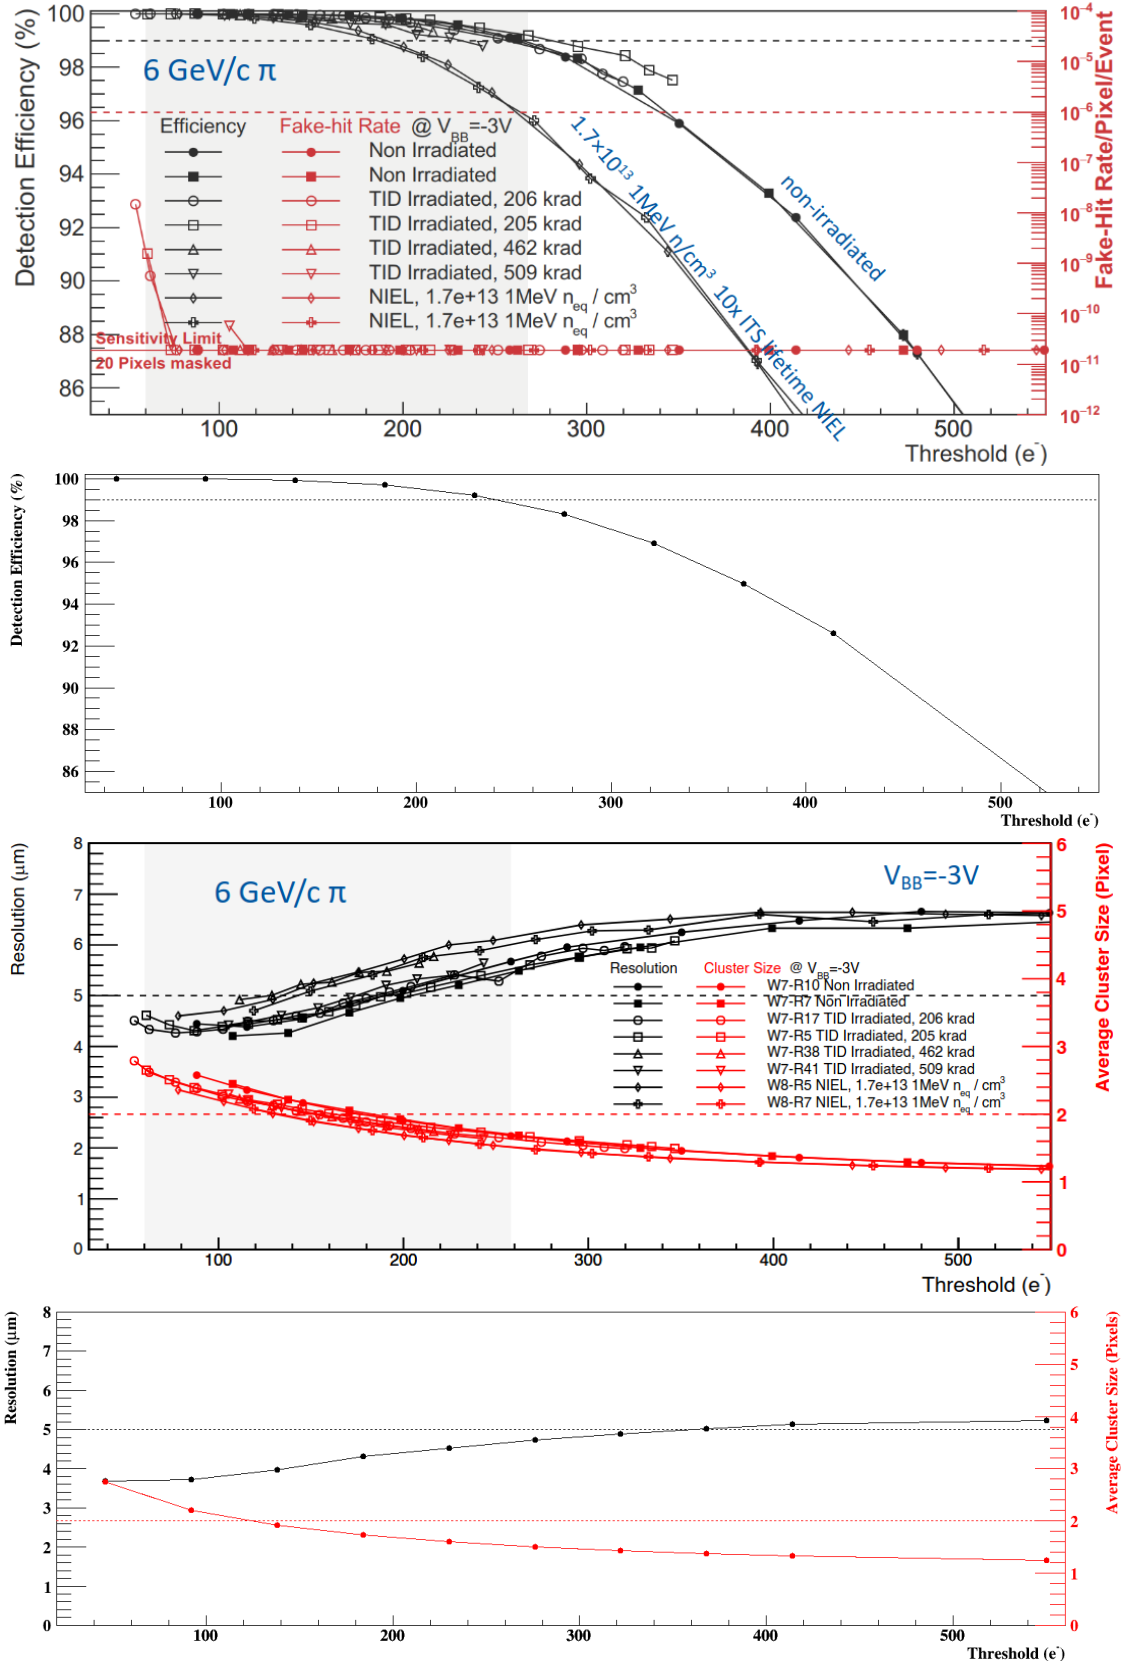 Detection Efficiency (%)
100
98
96
94
92
90
88
86
6 GeV/c π
Efficiency Fake-hit Rate @ V_BB=-3V
Non Irradiated
Non Irradiated
TID Irradiated, 206 krad
TID Irradiated, 205 krad
TID Irradiated, 462 krad
TID Irradiated, 509 krad
NIEL, 1.7e+13 1MeV n_eq / cm³
NIEL, 1.7e+13 1MeV n_eq / cm³
Sensitivity Limit
20 Pixels masked
1.7×10¹³ 1MeV n/cm³ 10x ITS lifetime NIEL
non-irradiated
10⁻⁴
10⁻⁵
10⁻⁶
10⁻⁷
10⁻⁸
10⁻⁹
10⁻¹⁰
10⁻¹¹
10⁻¹²
Fake-Hit Rate/Pixel/Event
100 200 300 400 500
Threshold (e⁻)
Detection Efficiency (%)
100
98
96
94
92
90
88
86
100 200 300 400 500
Threshold (e⁻)
Resolution (μm)
8
7
6
5
4
3
2
1
0
6 GeV/c π
V_BB=-3V
Resolution Cluster Size @ V_BB=-3V
W7-R10 Non Irradiated
W7-R7 Non Irradiated
W7-R17 TID Irradiated, 206 krad
W7-R5 TID Irradiated, 205 krad
W7-R38 TID Irradiated, 462 krad
W7-R41 TID Irradiated, 509 krad
W8-R5 NIEL, 1.7e+13 1MeV n_eq / cm³
W8-R7 NIEL, 1.7e+13 1MeV n_eq / cm³
6
5
4
3
2
1
0
Average Cluster Size (Pixel)
100 200 300 400 500
Threshold (e⁻)
Resolution (μm)
8
7
6
5
4
3
2
1
0
6
5
4
3
2
1
0
Average Cluster Size (Pixels)
100 200 300 400 500
Threshold (e⁻)